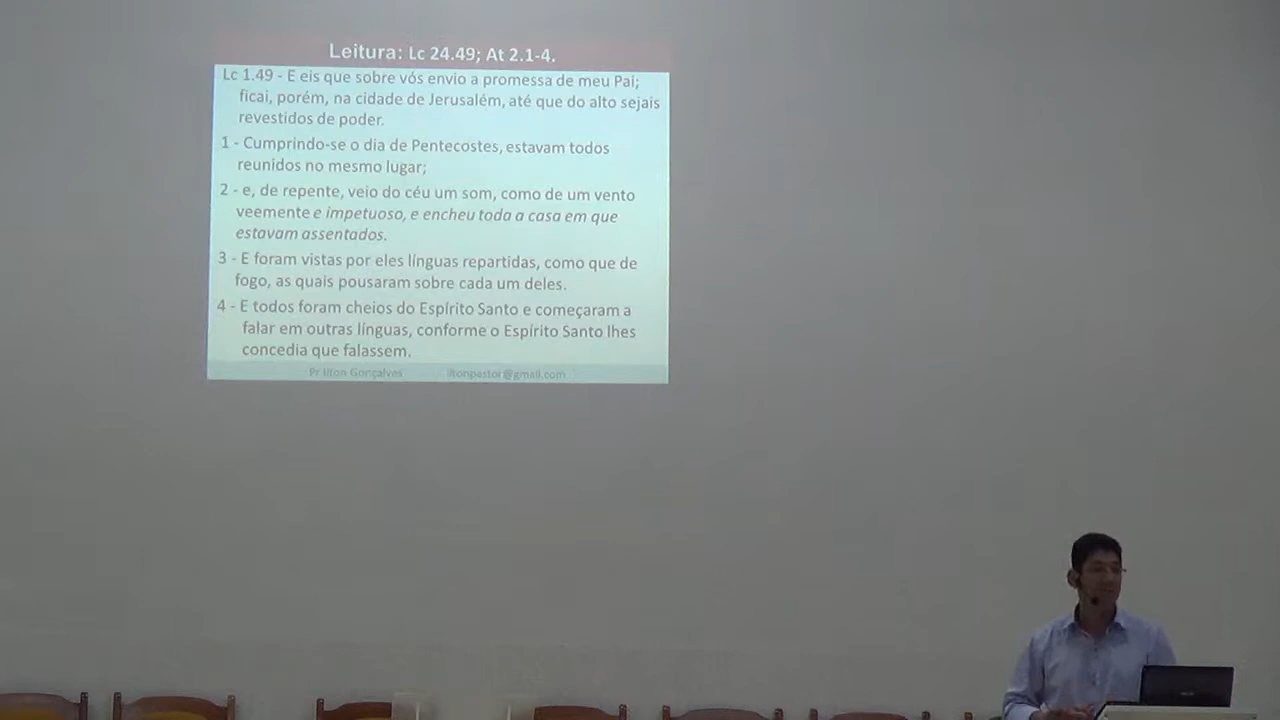 Leitura: Lc 24.49; At 2.1-4.
Lc 1.49 - E eis que sobre vós envio a promessa de meu Pai;
ficai, porém, na cidade de Jerusalém, até que do alto sejais
revestidos de poder.
1 - Cumprindo-se o dia de Pentecostes, estavam todos
reunidos no mesmo lugar;
2 - e, de repente, veio do céu um som, como de um vento
veemente e impetuoso, e encheu toda a casa em que
estavam assentados.
3 - E foram vistas por eles línguas repartidas, como que de
fogo, as quais pousaram sobre cada um deles.
4 - E todos foram cheios do Espírito Santo e começaram a
falar em outras línguas, conforme o Espírito Santo lhes
concedia que falassem.
Pr Ilton Gonçalves iltonpastor@gmail.com